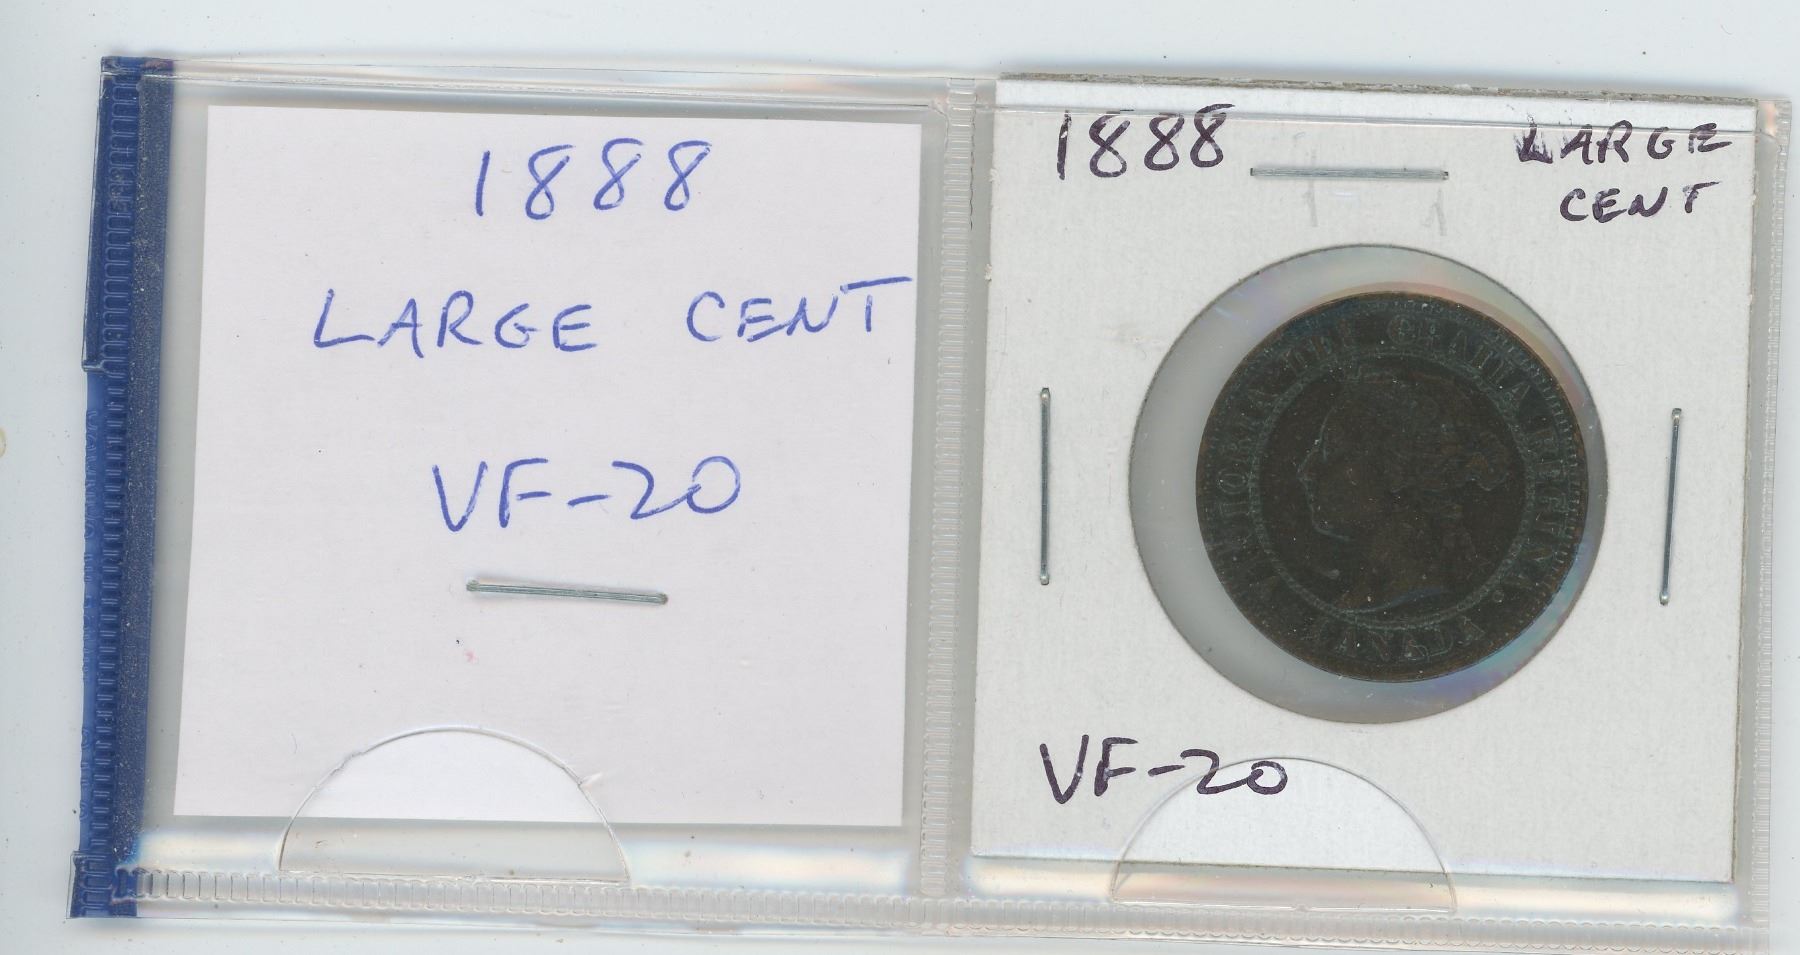 1888
LARGE CENT
VF-20
1888
LARGE
CENT
VF-20
VICTORIA DEI GRATIA REGINA.
CANADA